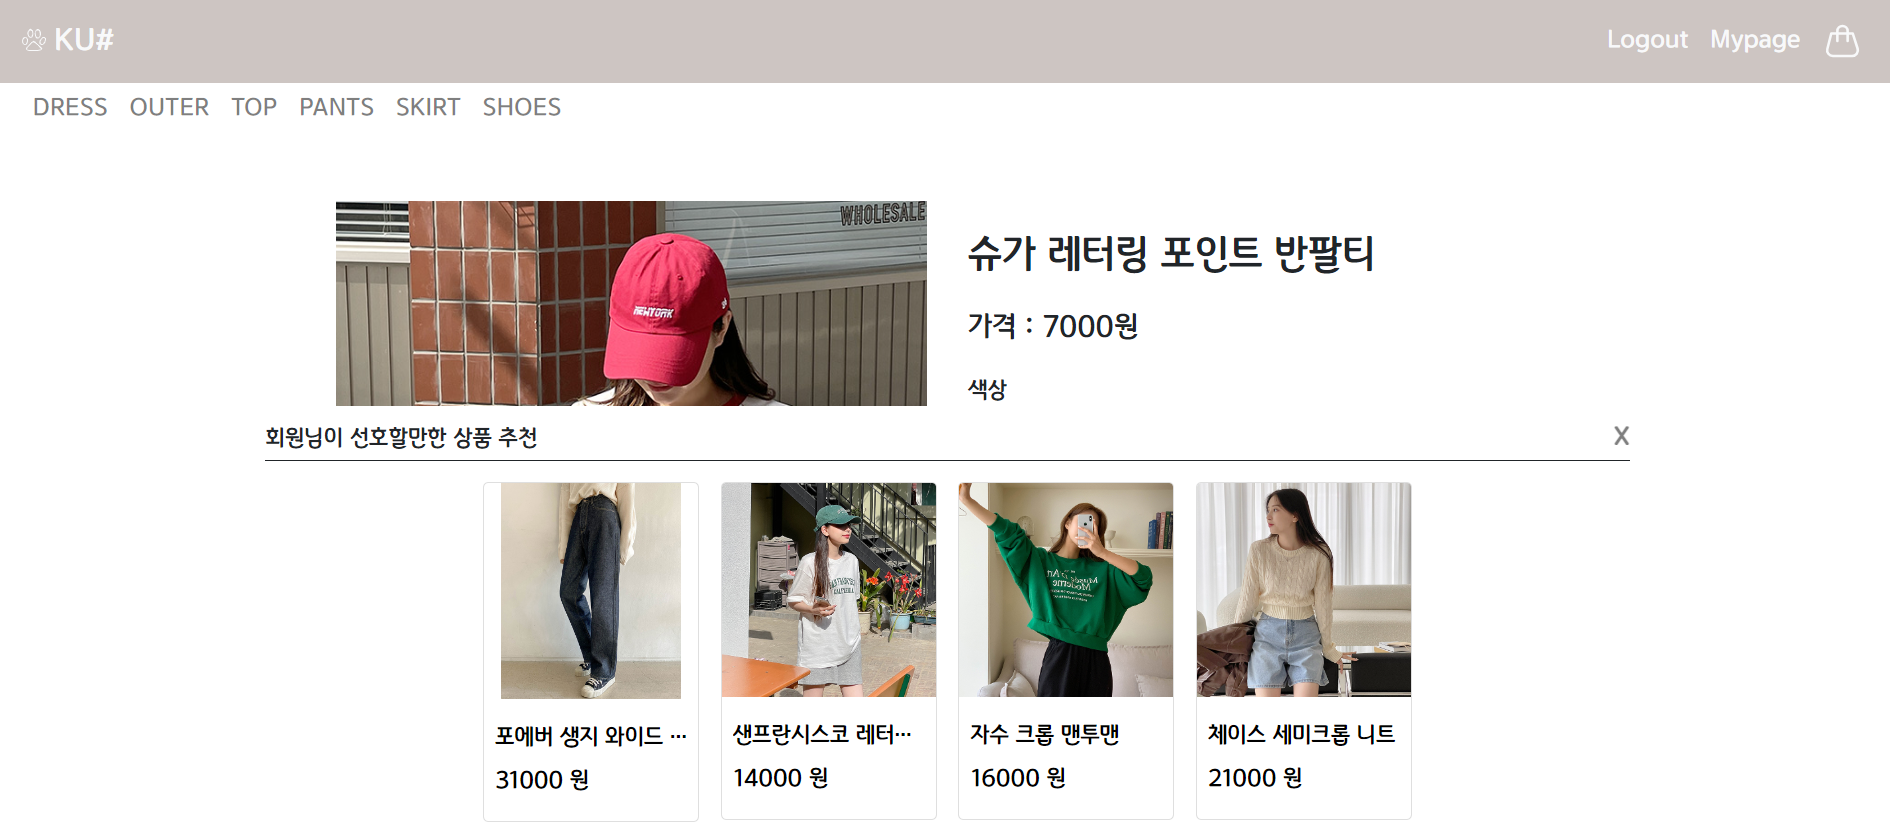 KU#
Logout Mypage
DRESS OUTER TOP PANTS SKIRT SHOES
WHOLESALE
NEWYORK
슈가 레터링 포인트 반팔티
가격 : 7000원
색상
회원님이 선호할만한 상품 추천
X
포에버 생지 와이드 ···
31000 원
샌프란시스코 레터···
14000 원
자수 크롭 맨투맨
16000 원
체이스 세미크롭 니트
21000 원